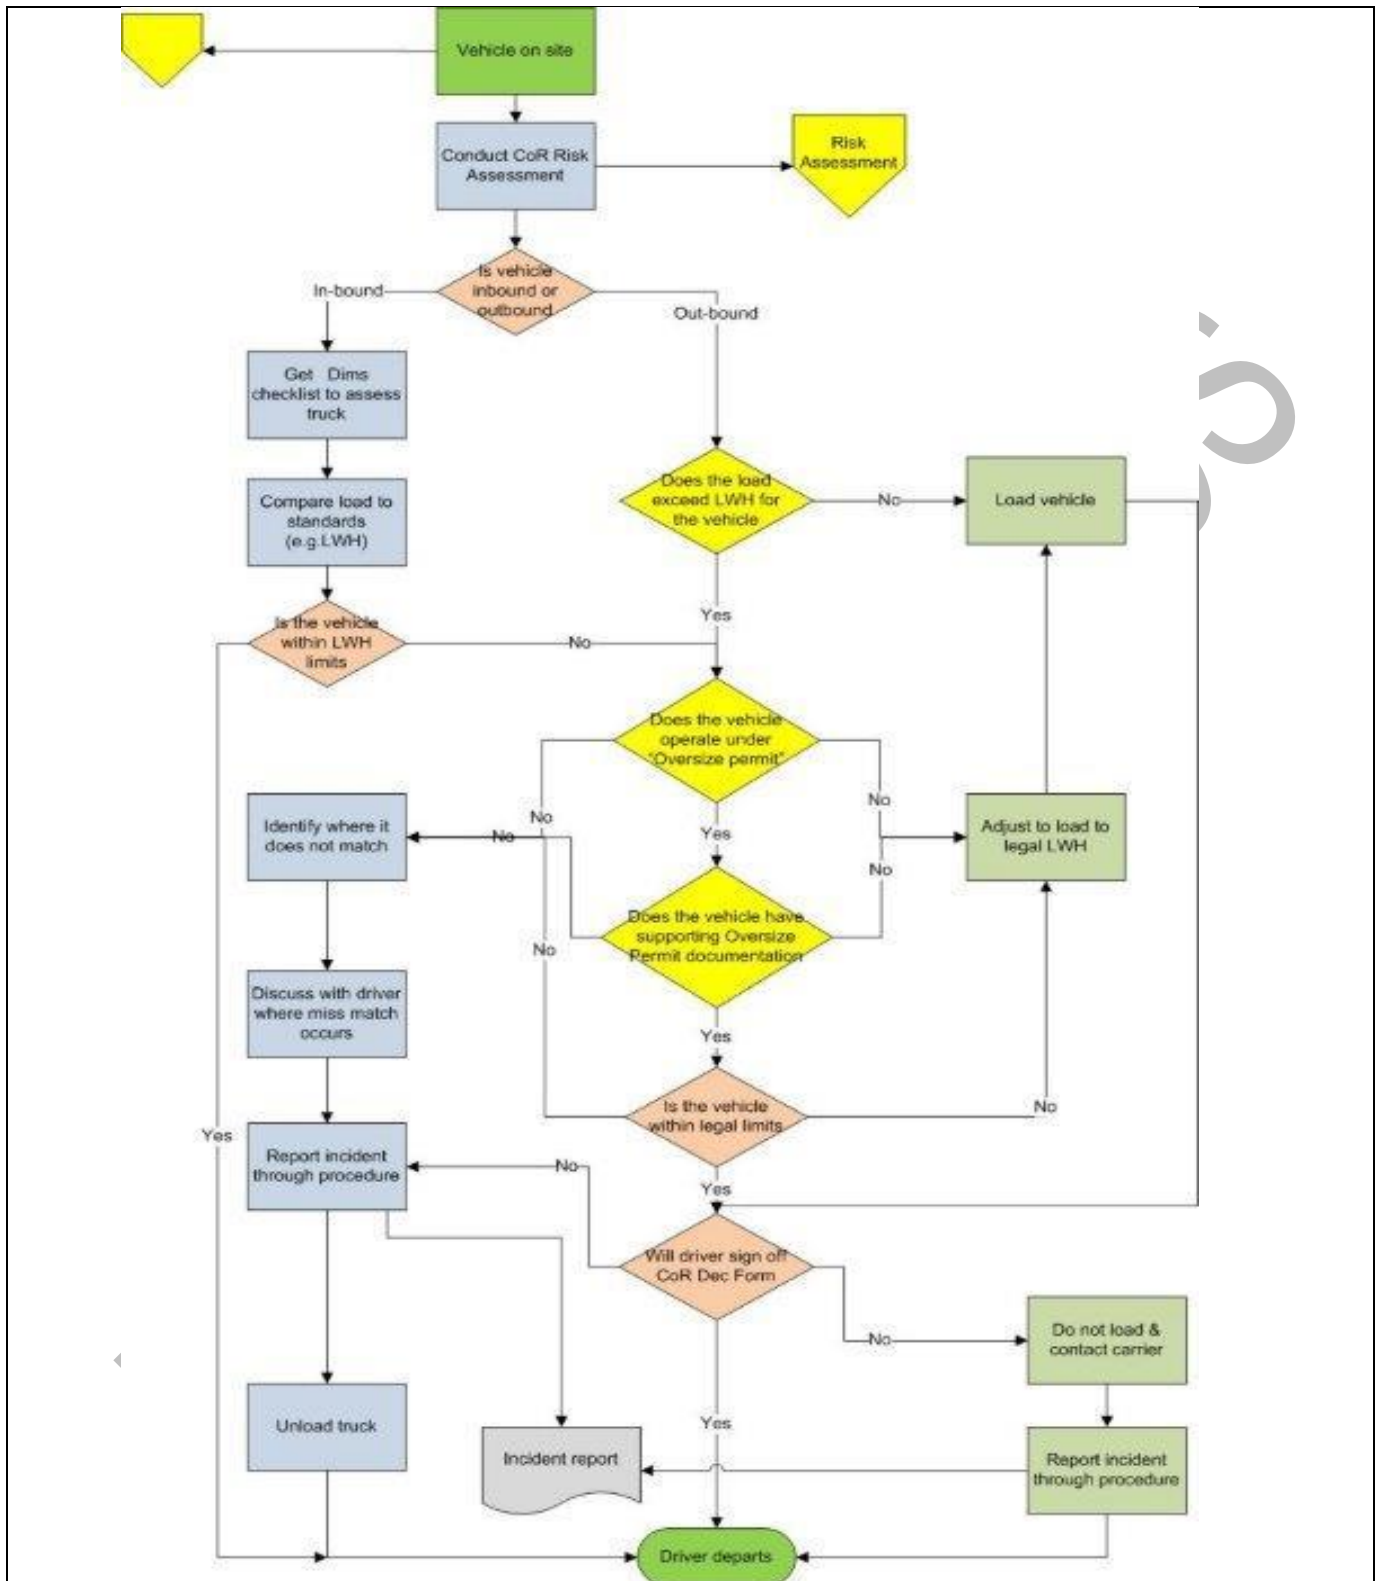 Vehicle on site
Conduct CoR Risk
Assessment
Risk
Assessment
Is vehicle
inbound or
outbound
In-bound
Out-bound
Get Dims
checklist to assess
truck
Compare load to
standards
(e.g.LWH)
Does the load
exceed LWH for
the vehicle
No
Load vehicle
Yes
Is the vehicle
within LWH
limits
No
Does the vehicle
operate under
"Oversize permit"
No
No
Yes
Identify where it
does not match
No
Adjust to load to
legal LWH
No
Does the vehicle have
supporting Oversize
Permit documentation
No
Discuss with driver
where miss match
occurs
Yes
Is the vehicle
within legal limits
No
Yes
Report incident
through procedure
No
Yes
Will driver sign off
CoR Dec Form
No
Do not load &
contact carrier
Unload truck
Yes
Incident report
Report incident
through procedure
Driver departs